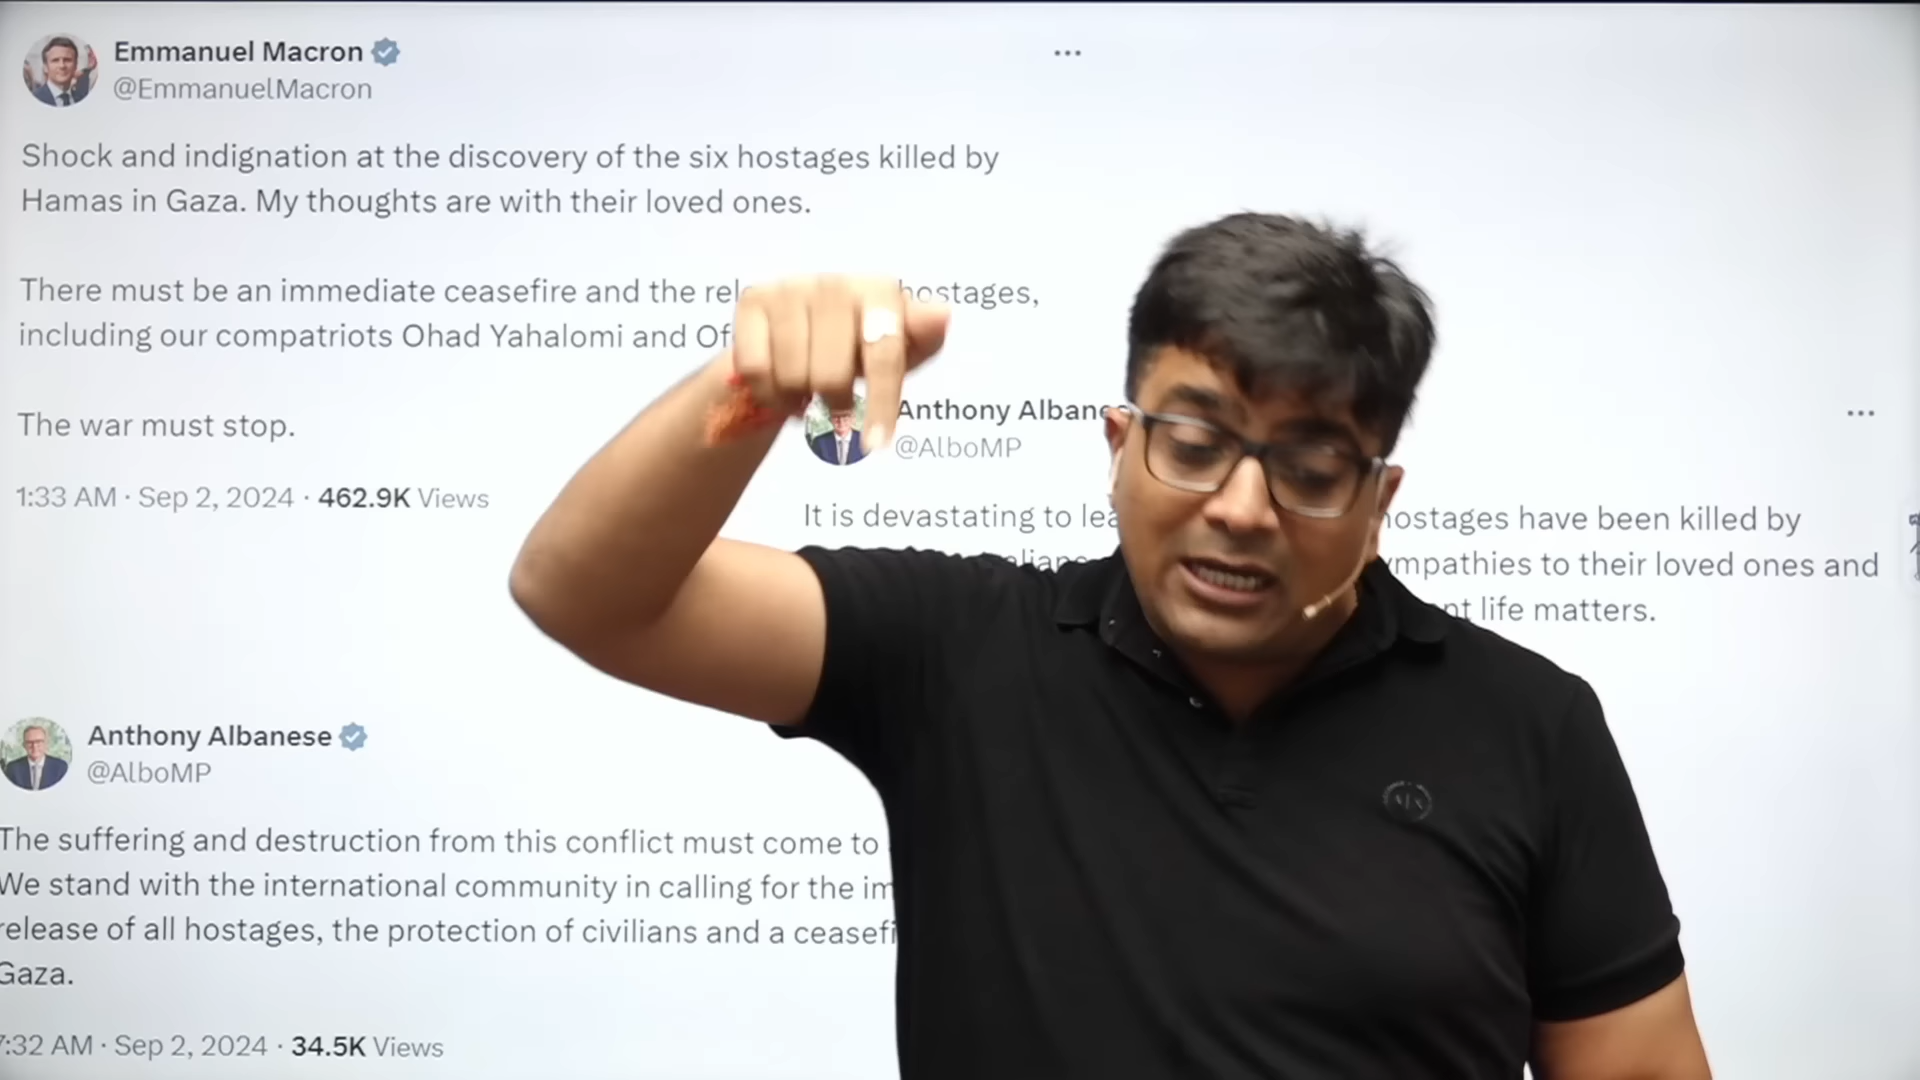 Emmanuel Macron
@EmmanuelMacron
Shock and indignation at the discovery of the six hostages killed by
Hamas in Gaza. My thoughts are with their loved ones.
There must be an immediate ceasefire and the hostages,
including our compatriots Ohad Yahalomi and
The war must stop.
1:33 AM · Sep 2, 2024 · 462.9K Views
Anthony
@AlboMP
It is devastating to hostages have been killed by
to their loved ones and
life matters.
Anthony Albanese
@AlboMP
The suffering and destruction from this conflict must come to
We stand with the international community in calling for the
release of all hostages, the protection of civilians and a
Gaza.
7:32 AM · Sep 2, 2024 · 34.5K Views